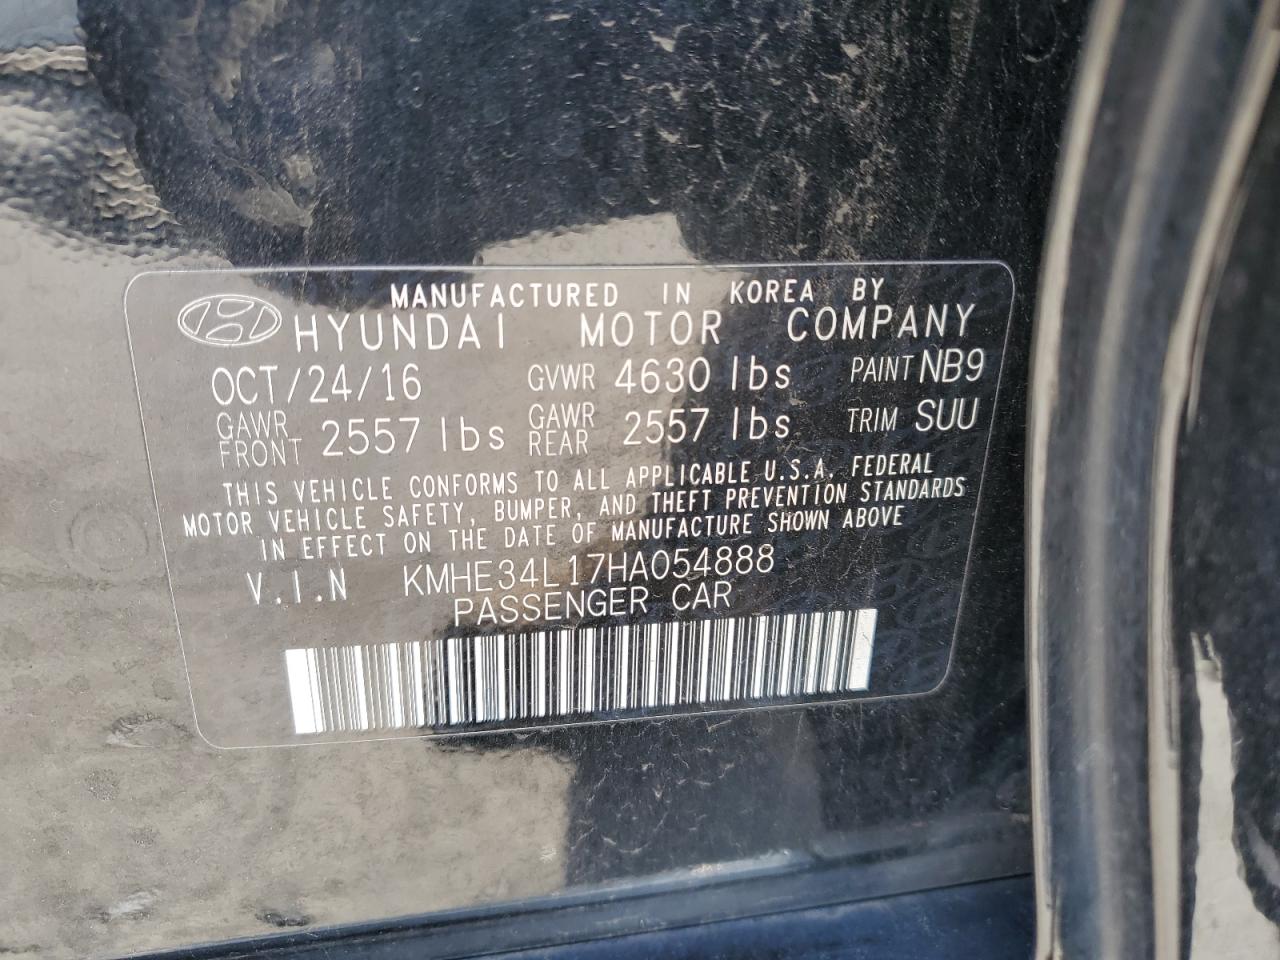 MANUFACTURED IN KOREA BY
HYUNDAI MOTOR COMPANY
OCT/24/16 GVWR 4630 lbs PAINT NB9
GAWR FRONT 2557 lbs GAWR REAR 2557 lbs TRIM SUU
THIS VEHICLE CONFORMS TO ALL APPLICABLE U.S.A. FEDERAL
MOTOR VEHICLE SAFETY, BUMPER, AND THEFT PREVENTION STANDARDS
IN EFFECT ON THE DATE OF MANUFACTURE SHOWN ABOVE
V.I.N KMHE34L17HA054888
PASSENGER CAR